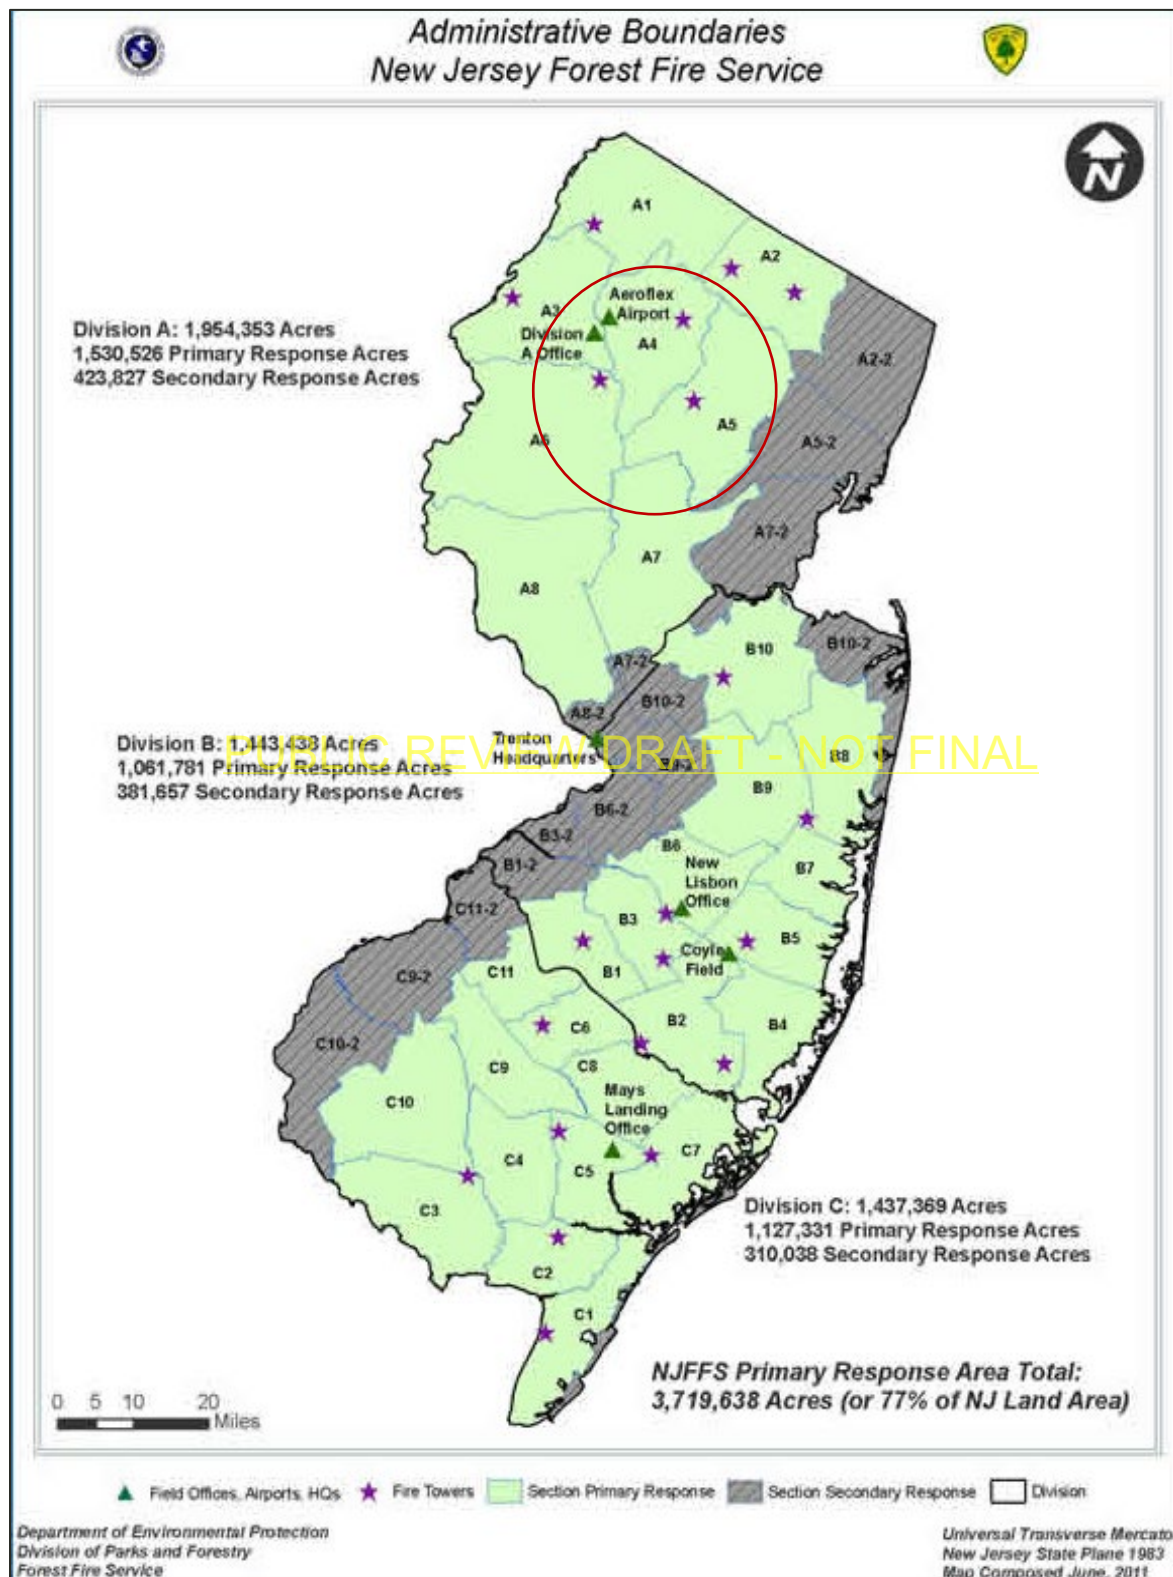 Administrative Boundaries
New Jersey Forest Fire Service
N
A1
A2
A3
Aeroflex
Airport
Division
A Office
A4
A2-2
Division A: 1,954,353 Acres
1,530,526 Primary Response Acres
423,827 Secondary Response Acres
A5
A5-2
A6
A7-2
A7
A8
B10-2
B10
A7-2
B10-2
A8-2
Trenton
Headquarters
Division B: 1,443,438 Acres
1,061,781 Primary Response Acres
381,657 Secondary Response Acres
PUBLIC REVIEW DRAFT - NOT FINAL
B8
B9-2
B9
B6-2
B3-2
B6
B1-2
New
Lisbon
Office
B7
C11-2
B3
B5
Coyle
Field
C11
B1
C9-2
B2
B4
C6
C10-2
C8
C9
Mays
Landing
Office
C10
C7
C4
C5
C3
Division C: 1,437,369 Acres
1,127,331 Primary Response Acres
310,038 Secondary Response Acres
C2
C1
NJFFS Primary Response Area Total:
3,719,638 Acres (or 77% of NJ Land Area)
0 5 10 20
Miles
Field Offices, Airports, HQs
Fire Towers
Section Primary Response
Section Secondary Response
Division
Department of Environmental Protection
Division of Parks and Forestry
Forest Fire Service
Universal Transverse Mercato
New Jersey State Plane 1983
Map Composed June, 2011